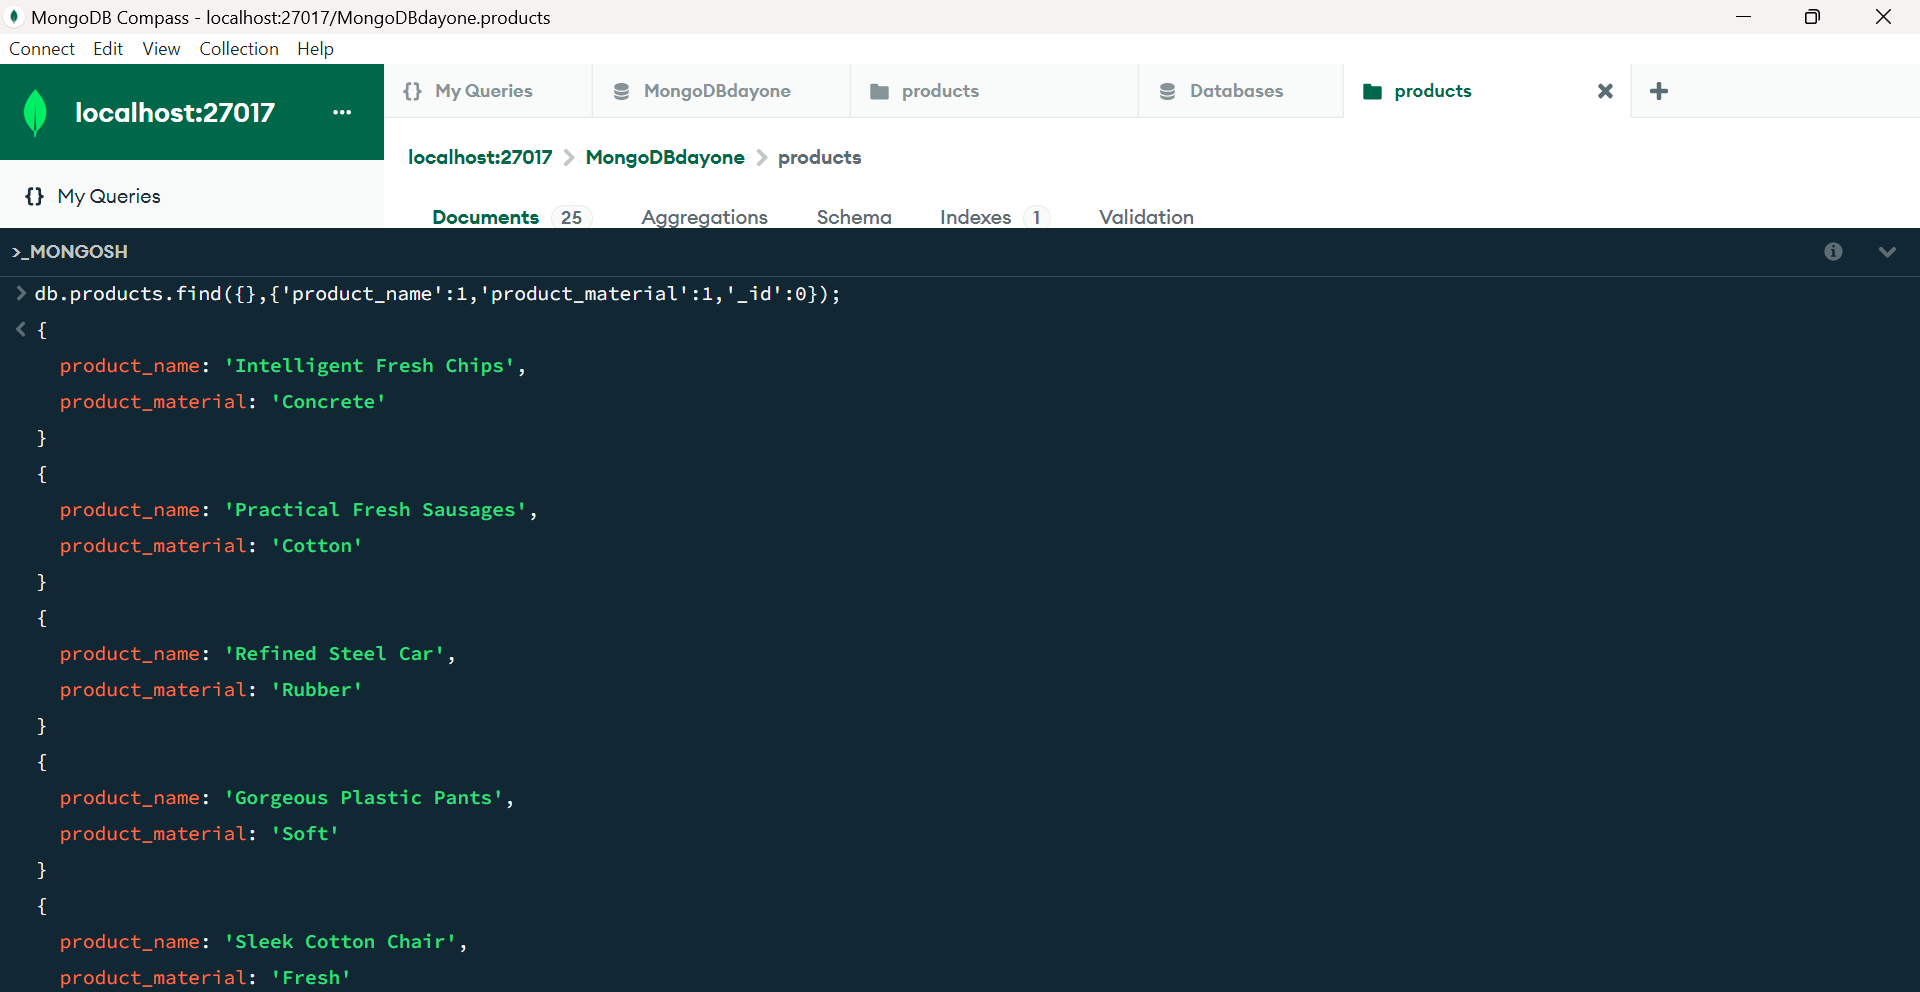 MongoDB Compass - localhost:27017/MongoDBdayone.products
Connect Edit View Collection Help
localhost:27017 ...
{} My Queries MongoDBdayone products Databases products
localhost:27017 > MongoDBdayone > products
{} My Queries
Documents 25 Aggregations Schema Indexes 1 Validation
>_MONGOSH
> db.products.find({},{'product_name':1,'product_material':1,'_id':0});
< {
product_name: 'Intelligent Fresh Chips',
product_material: 'Concrete'
}
{
product_name: 'Practical Fresh Sausages',
product_material: 'Cotton'
}
{
product_name: 'Refined Steel Car',
product_material: 'Rubber'
}
{
product_name: 'Gorgeous Plastic Pants',
product_material: 'Soft'
}
{
product_name: 'Sleek Cotton Chair',
product_material: 'Fresh'